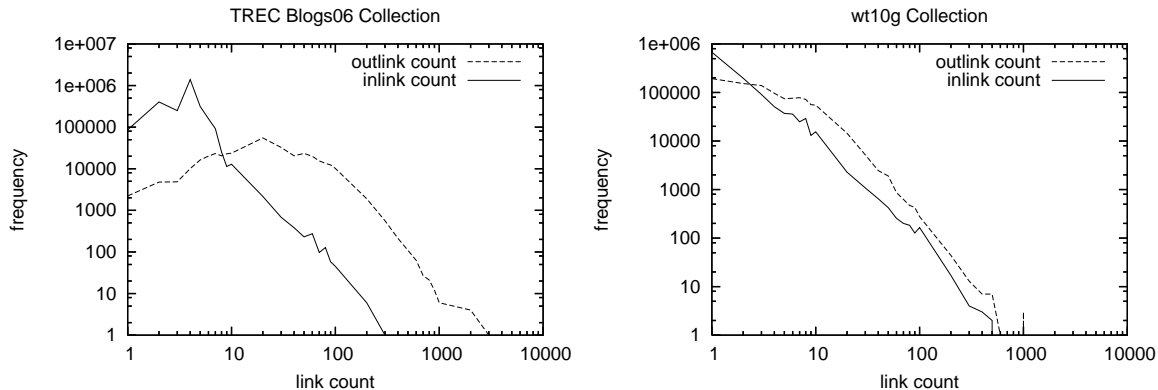 TREC Blogs06 Collection
1e+007
1e+006
100000
10000
1000
100
10
1
frequency
outlink count
inlink count
1 10 100 1000 10000
link count
wt10g Collection
1e+006
100000
10000
1000
100
10
1
frequency
outlink count
inlink count
1 10 100 1000 10000
link count